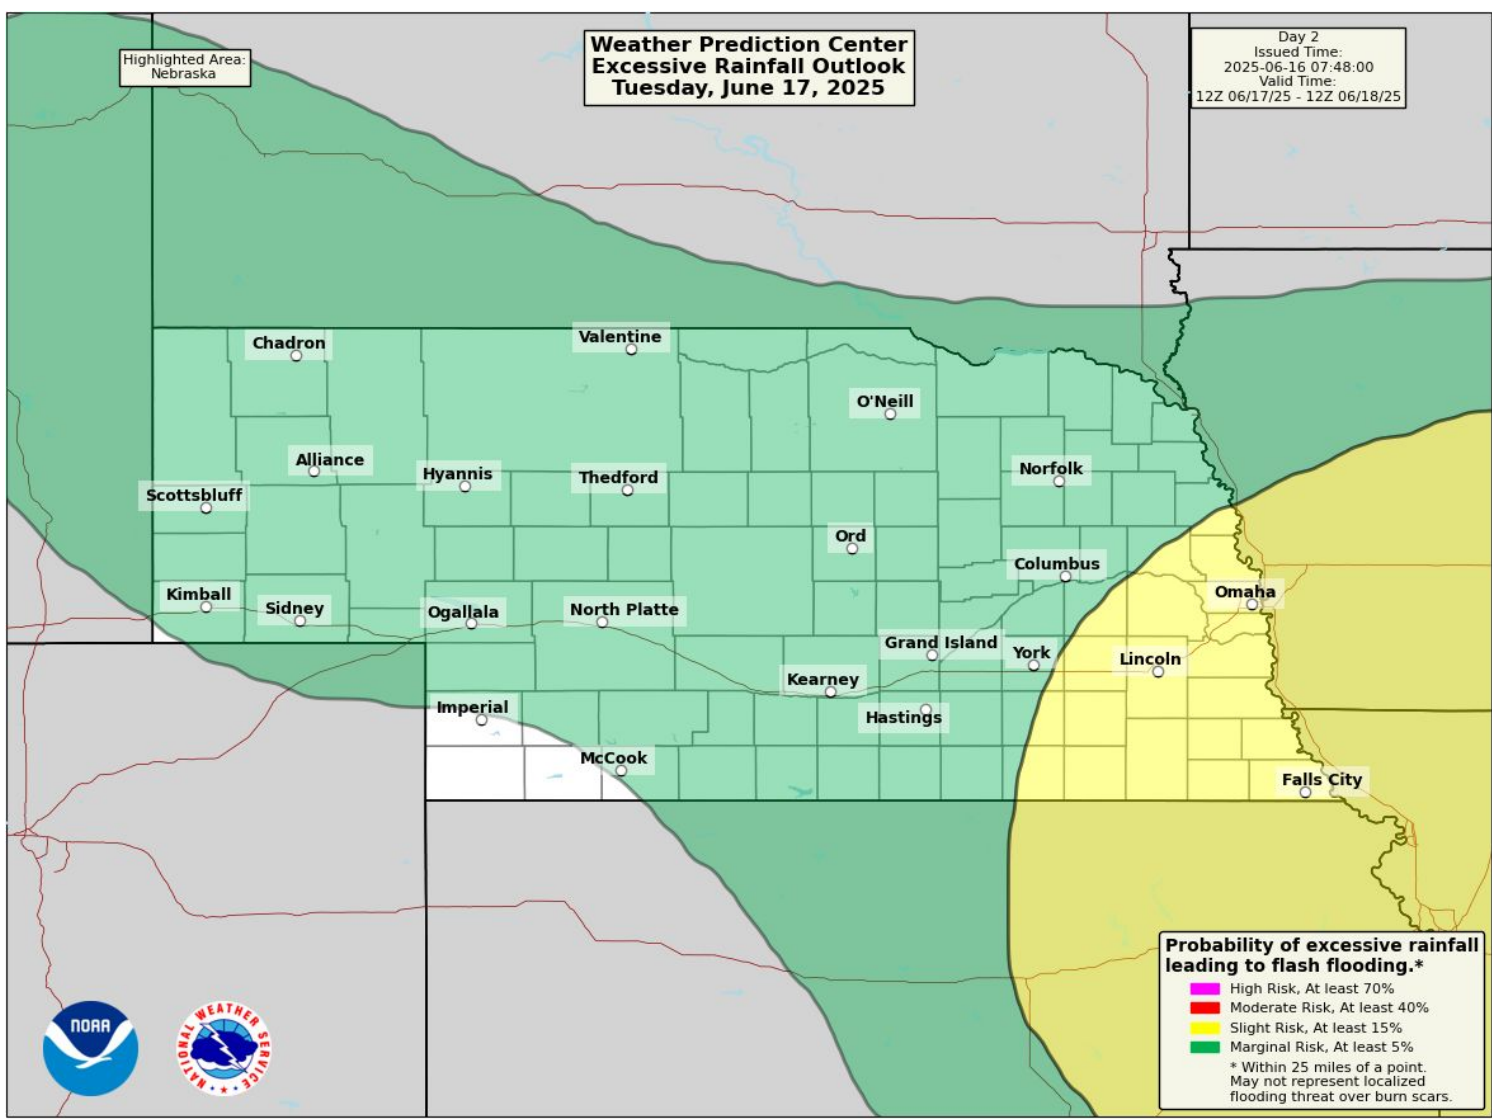 Highlighted Area:
Nebraska
Weather Prediction Center
Excessive Rainfall Outlook
Tuesday, June 17, 2025
Day 2
Issued Time:
2025-06-16 07:48:00
Valid Time:
12Z 06/17/25 - 12Z 06/18/25
Chadron
Valentine
O'Neill
Alliance
Hyannis
Thedford
Norfolk
Scottsbluff
Ord
Columbus
Kimball
Sidney
Ogallala
North Platte
Omaha
Grand Island
York
Lincoln
Kearney
Imperial
Hastings
McCook
Falls City
Probability of excessive rainfall
leading to flash flooding.*
High Risk, At least 70%
Moderate Risk, At least 40%
Slight Risk, At least 15%
Marginal Risk, At least 5%
* Within 25 miles of a point.
May not represent localized
flooding threat over burn scars.
NOAA
NATIONAL WEATHER SERVICE